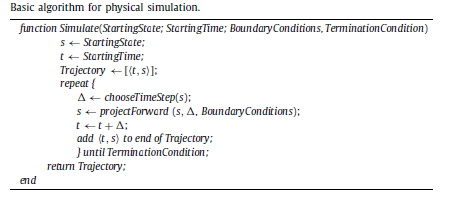 Basic algorithm for physical simulation.
function Simulate(StartingState; StartingTime; BoundaryConditions, TerminationCondition)
s ← StartingState;
t ← StartingTime;
Trajectory ← [⟨t, s⟩];
repeat {
Δ ← chooseTimeStep(s);
s ← projectForward (s, Δ, BoundaryConditions);
t ← t + Δ;
add ⟨t, s⟩ to end of Trajectory;
} until TerminationCondition;
return Trajectory;
end